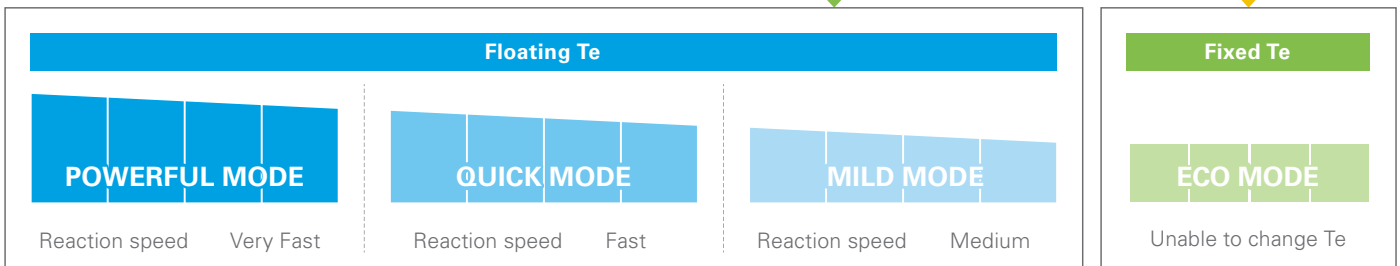 Floating Te
Fixed Te
POWERFUL MODE
QUICK MODE
MILD MODE
ECO MODE
Reaction speed Very Fast
Reaction speed Fast
Reaction speed Medium
Unable to change Te